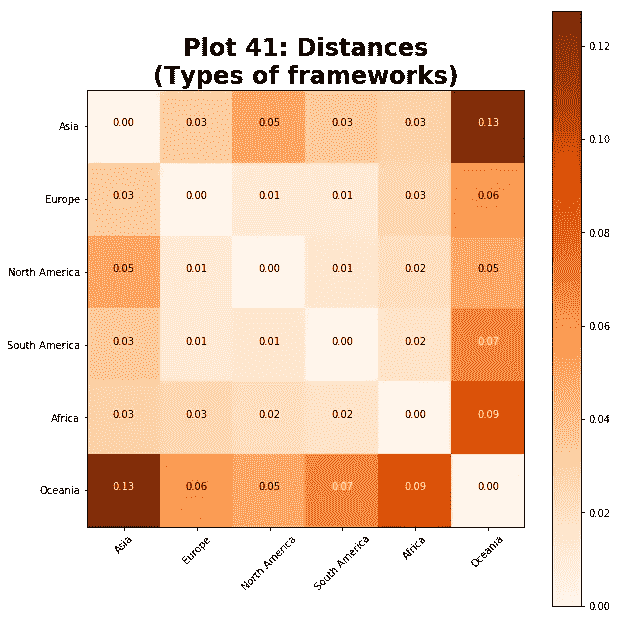 Plot 41: Distances
(Types of frameworks)
Asia 0.00 0.03 0.05 0.03 0.03 0.13
Europe 0.03 0.00 0.01 0.01 0.03 0.06
North America 0.05 0.01 0.00 0.01 0.02 0.05
South America 0.03 0.01 0.01 0.00 0.02 0.07
Africa 0.03 0.03 0.02 0.02 0.00 0.09
Oceania 0.13 0.06 0.05 0.07 0.09 0.00
Asia Europe North America South America Africa Oceania
0.12
0.10
0.08
0.06
0.04
0.02
0.00